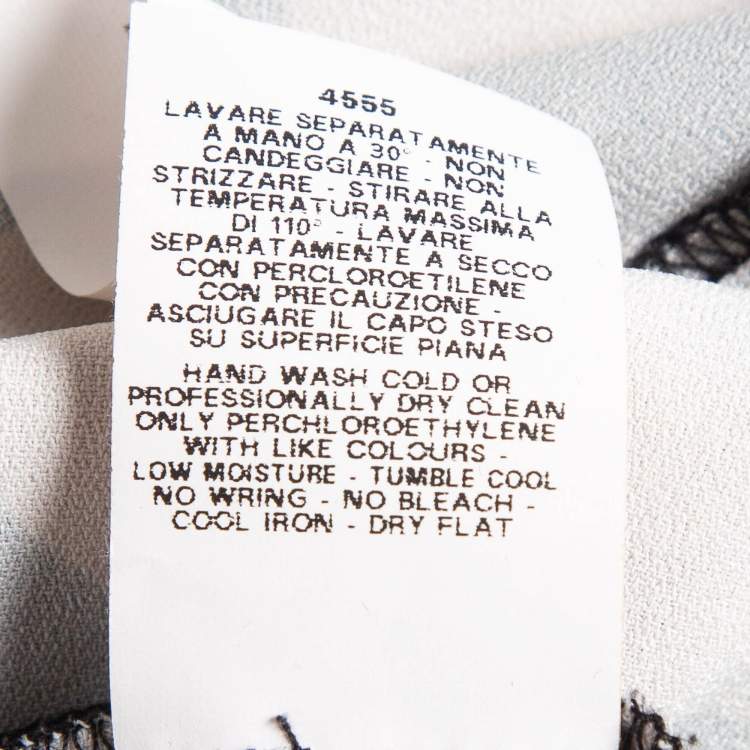 4555
LAVARE SEPARATAMENTE
A MANO A 30° - NON
CANDEGGIARE - NON
STRIZZARE - STIRARE ALLA
TEMPERATURA MASSIMA
DI 110° - LAVARE
SEPARATAMENTE A SECCO
CON PERCLOROETILENE
CON PRECAUZIONE -
ASCIUGARE IL CAPO STESO
SU SUPERFICIE PIANA
HAND WASH COLD OR
PROFESSIONALLY DRY CLEAN
ONLY PERCHLOROETHYLENE
WITH LIKE COLOURS -
LOW MOISTURE - TUMBLE COOL
NO WRING - NO BLEACH -
COOL IRON - DRY FLAT